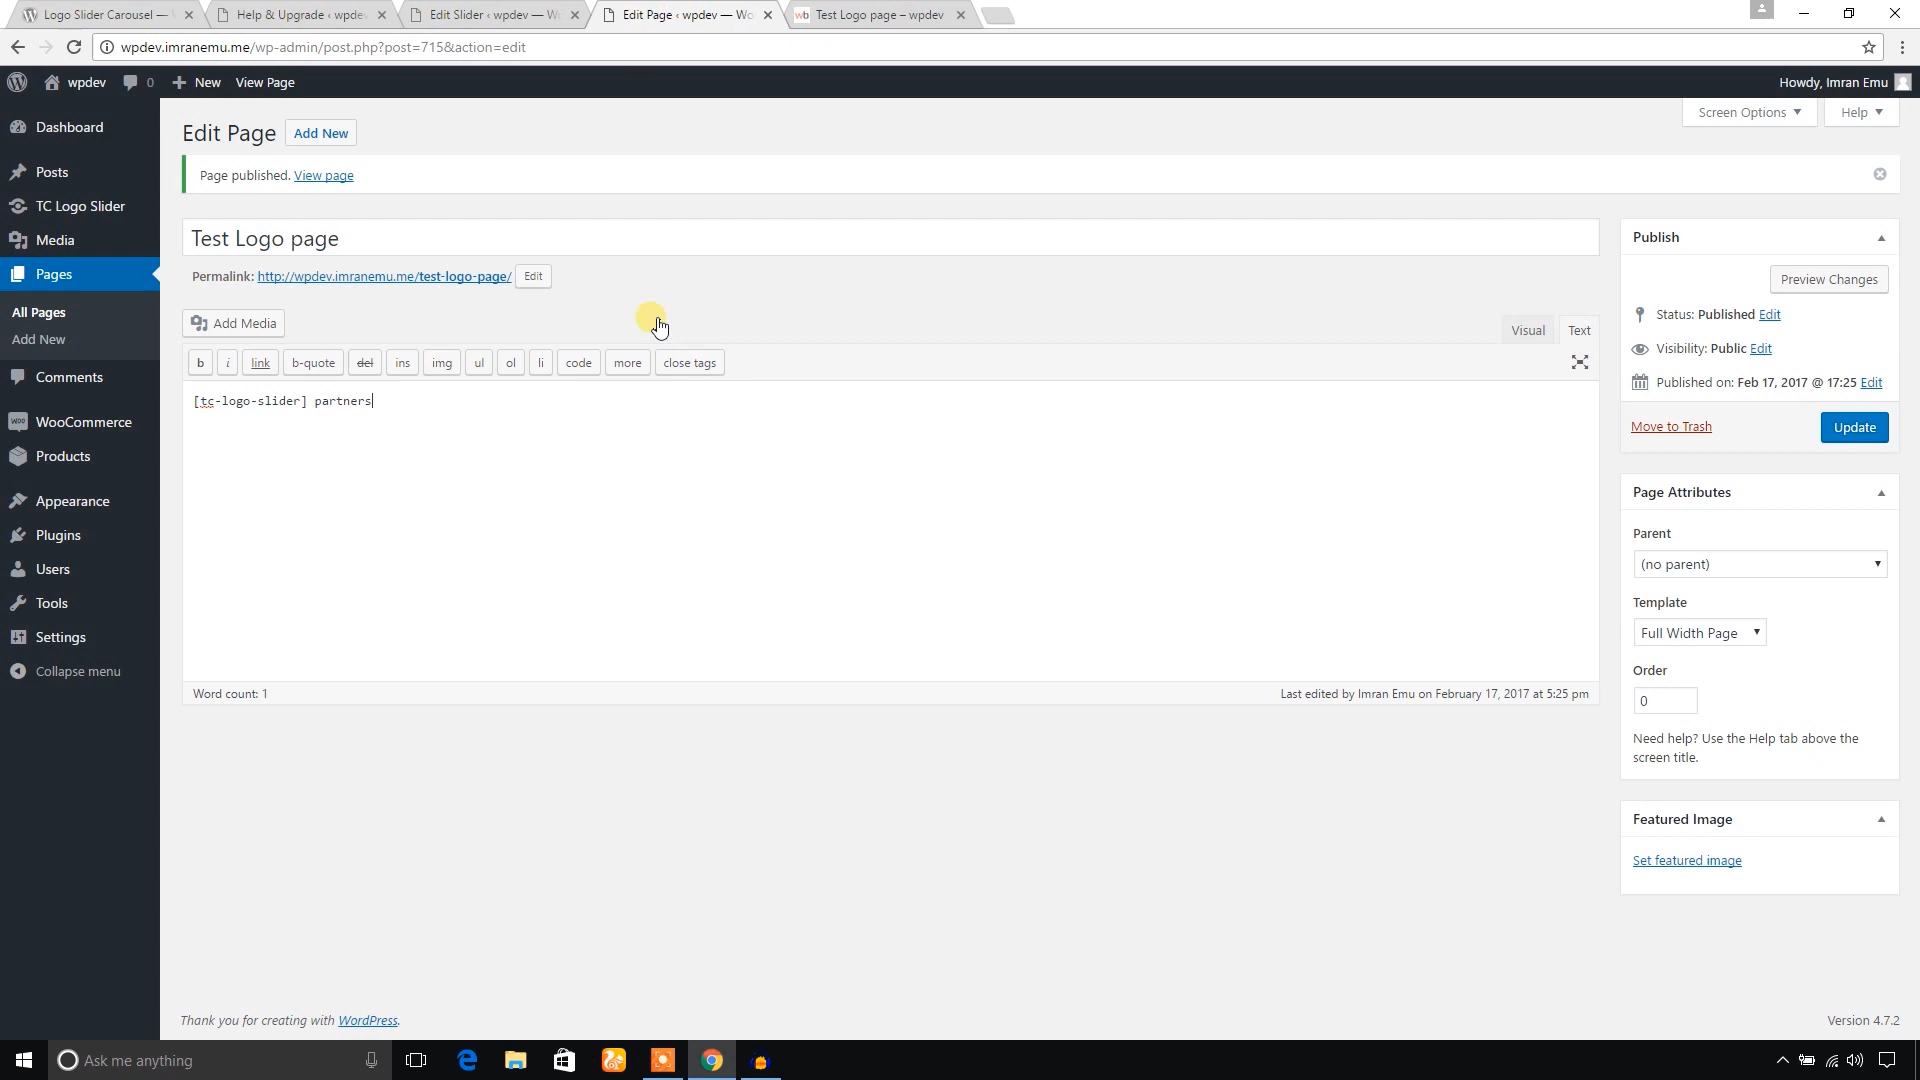 Logo Slider Carousel —
Help & Upgrade ‹ wpdev
Edit Slider ‹ wpdev — W
Edit Page ‹ wpdev — Wo
wb Test Logo page – wpdev
wpdev.imranemu.me/wp-admin/post.php?post=715&action=edit
wpdev 0 New View Page Howdy, Imran Emu
Screen Options Help
Dashboard
Posts
TC Logo Slider
Media
Pages
All Pages
Add New
Comments
WOO WooCommerce
Products
Appearance
Plugins
Users
Tools
Settings
Collapse menu
Edit Page Add New
Page published. View page
Test Logo page
Permalink: http://wpdev.imranemu.me/test-logo-page/ Edit
Add Media Visual Text
b i link b-quote del ins img ul ol li code more close tags
[tc-logo-slider] partners
Word count: 1 Last edited by Imran Emu on February 17, 2017 at 5:25 pm
Publish
Preview Changes
Status: Published Edit
Visibility: Public Edit
Published on: Feb 17, 2017 @ 17:25 Edit
Move to Trash Update
Page Attributes
Parent
(no parent)
Template
Full Width Page
Order
0
Need help? Use the Help tab above the
screen title.
Featured Image
Set featured image
Thank you for creating with WordPress. Version 4.7.2
Ask me anything